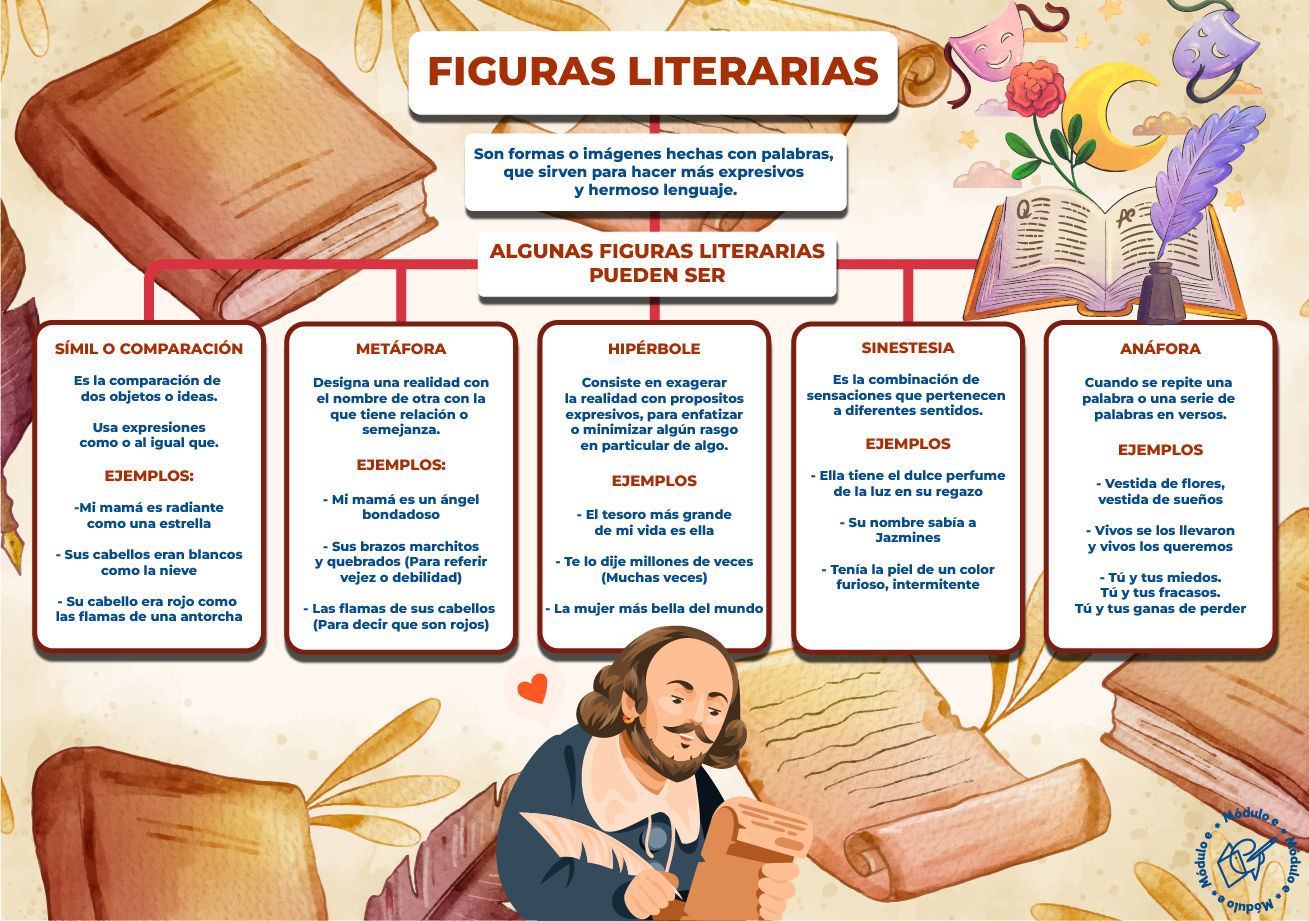 FIGURAS LITERARIAS
Son formas o imágenes hechas con palabras,
que sirven para hacer más expresivos
y hermoso lenguaje.
ALGUNAS FIGURAS LITERARIAS
PUEDEN SER
SÍMIL O COMPARACIÓN
Es la comparación de
dos objetos o ideas.
Usa expresiones
como o al igual que.
EJEMPLOS:
-Mi mamá es radiante
como una estrella
- Sus cabellos eran blancos
como la nieve
- Su cabello era rojo como
las flamas de una antorcha
METÁFORA
Designa una realidad con
el nombre de otra con la
que tiene relación o
semejanza.
EJEMPLOS:
- Mi mamá es un ángel
bondadoso
- Sus brazos marchitos
y quebrados (Para referir
vejez o debilidad)
- Las flamas de sus cabellos
(Para decir que son rojos)
HIPÉRBOLE
Consiste en exagerar
la realidad con propositos
expresivos, para enfatizar
o minimizar algún rasgo
en particular de algo.
EJEMPLOS
- El tesoro más grande
de mi vida es ella
- Te lo dije millones de veces
(Muchas veces)
- La mujer más bella del mundo
SINESTESIA
Es la combinación de
sensaciones que pertenecen
a diferentes sentidos.
EJEMPLOS
- Ella tiene el dulce perfume
de la luz en su regazo
- Su nombre sabía a
Jazmines
- Tenía la piel de un color
furioso, intermitente
ANÁFORA
Cuando se repite una
palabra o una serie de
palabras en versos.
EJEMPLOS
- Vestida de flores,
vestida de sueños
- Vivos se los llevaron
y vivos los queremos
- Tú y tus miedos.
Tú y tus fracasos.
Tú y tus ganas de perder
Módulo e * Módulo e * Módulo e * Módulo e *